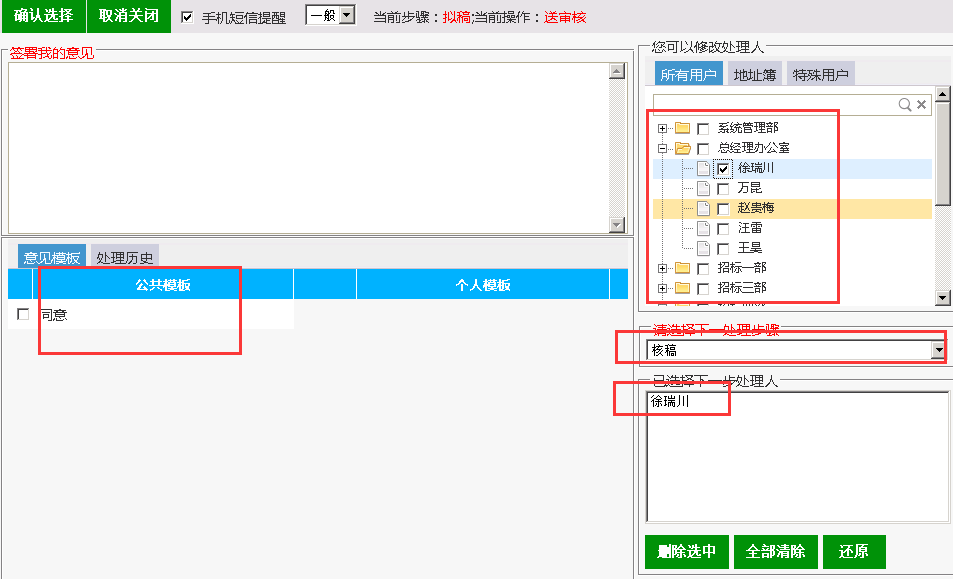 确认选择 取消关闭 手机短信提醒 一般 当前步骤：拟稿;当前操作：送审核
签署我的意见
意见模板 处理历史
公共模板 个人模板
同意
您可以修改处理人
所有用户 地址簿 特殊用户
系统管理部
总经理办公室
徐瑞川
万昆
赵贵梅
汪雷
王昊
招标一部
招标三部
请选择下一处理步骤
核稿
已选择下一步处理人
徐瑞川
删除选中 全部清除 还原